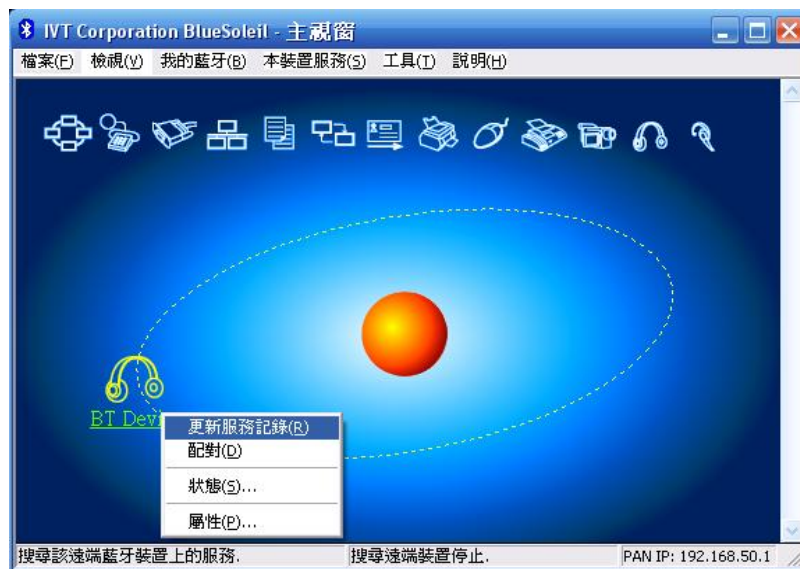 IVT Corporation BlueSoleil - 主視窗
檔案(F) 檢視(V) 我的藍牙(B) 本裝置服務(S) 工具(T) 說明(H)
BT Devi
更新服務記錄(R)
配對(D)
狀態(S)...
屬性(P)...
搜尋該遠端藍牙裝置上的服務. 搜尋遠端裝置停止. PAN IP: 192.168.50.1